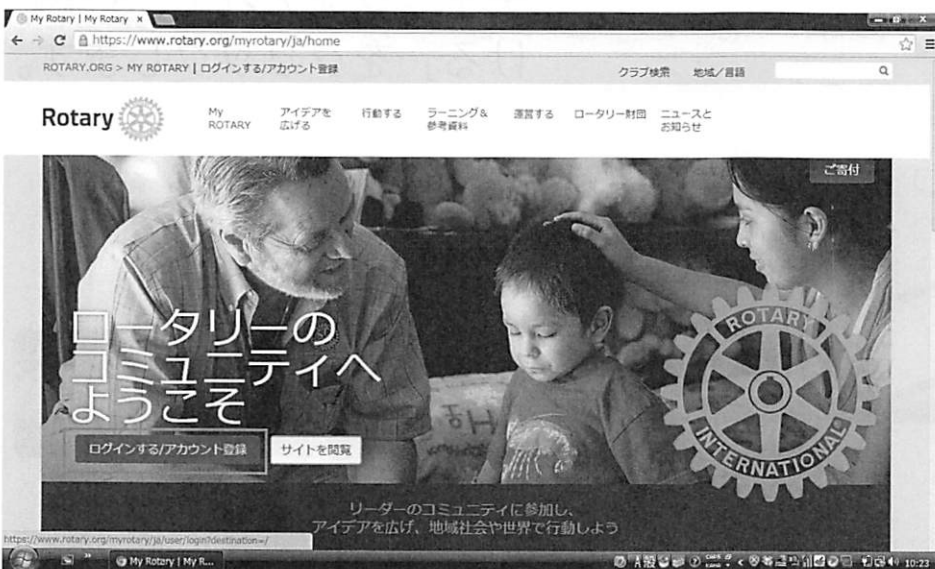 My Rotary | My Rotary
https://www.rotary.org/myrotary/ja/home
ROTARY.ORG > MY ROTARY | ログインする/アカウント登録
クラブ検索 地域/言語
Rotary
My ROTARY
アイデアを広げる
行動する
ラーニング&参考資料
運営する
ロータリー財団
ニュースとお知らせ
ご寄付
ロータリーの
コミュニティへ
ようこそ
ログインする/アカウント登録
サイトを閲覧
ROTARY
INTERNATIONAL
リーダーのコミュニティに参加し、
アイデアを広げ、地域社会や世界で行動しよう
https://www.rotary.org/myrotary/ja/user/login?destination=/
My Rotary | My R...
10:23